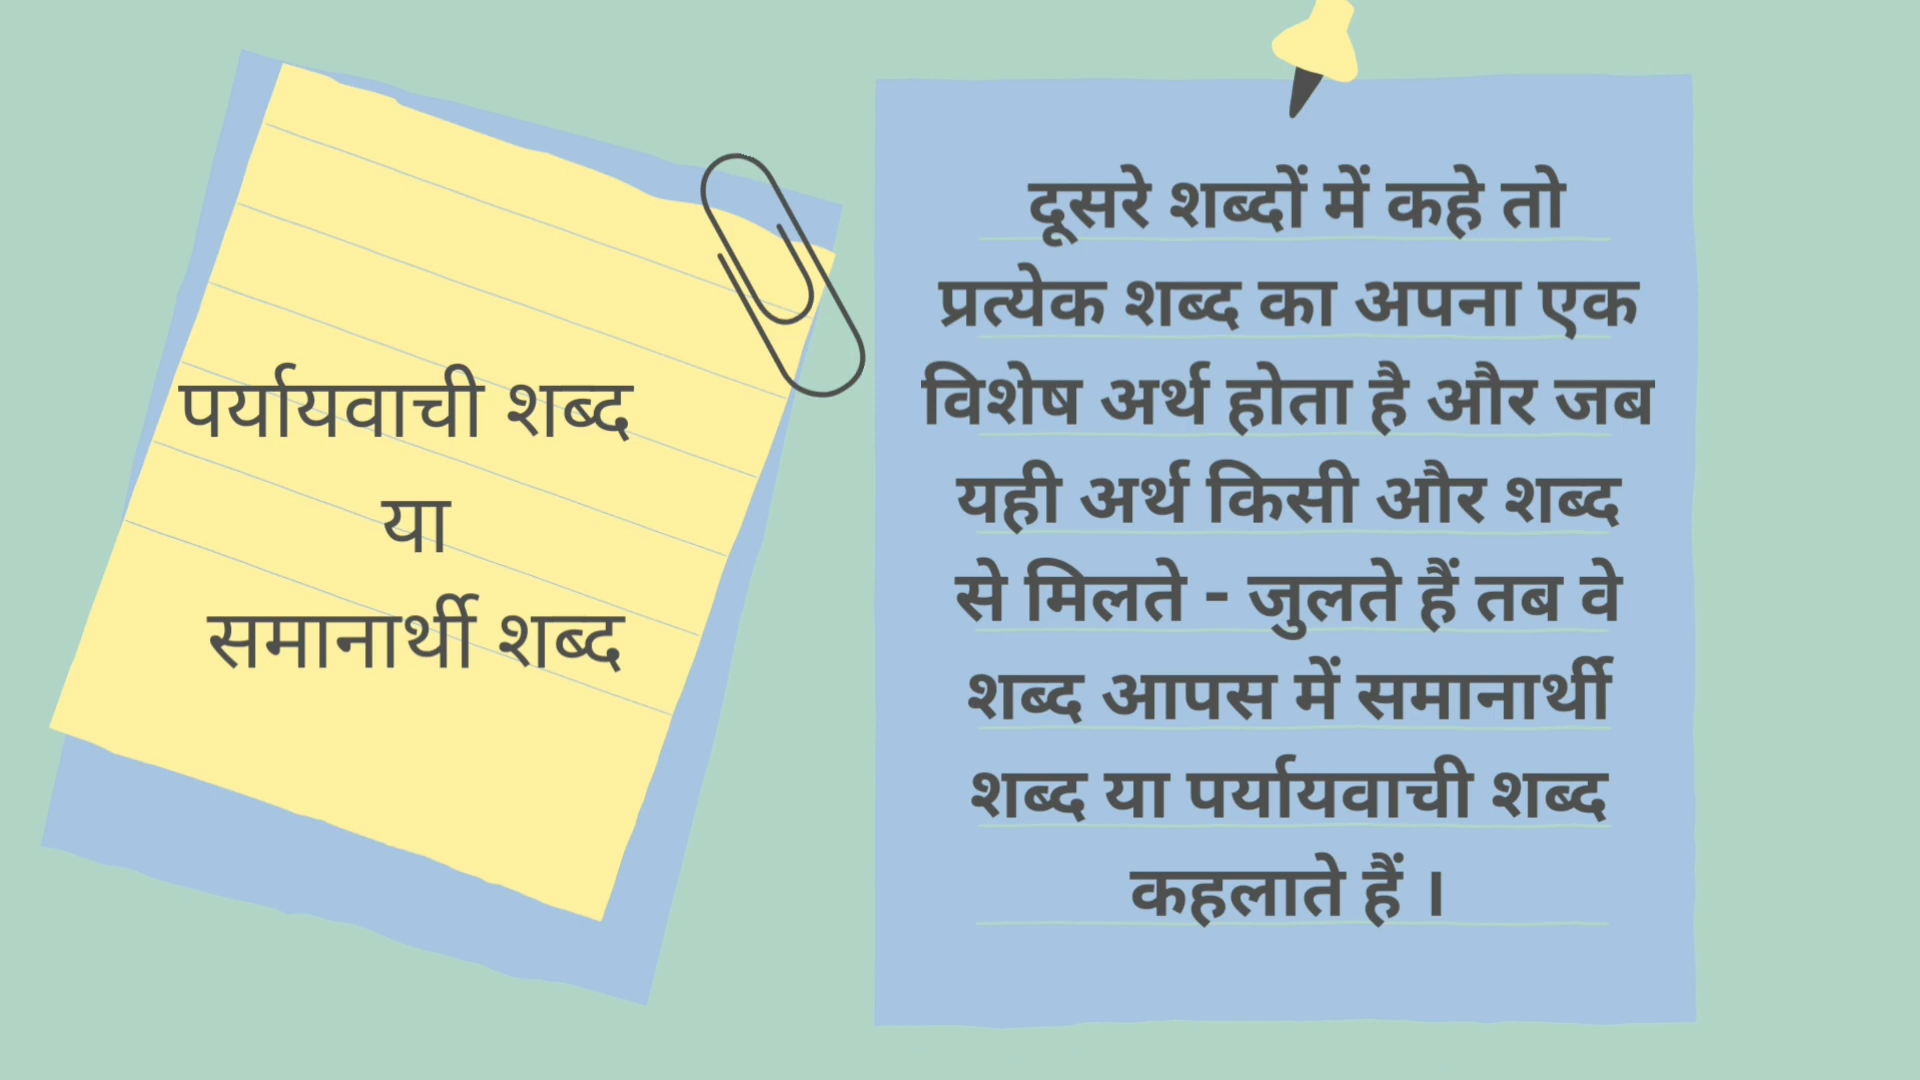 पर्यायवाची शब्द
या
समानार्थी शब्द
दूसरे शब्दों में कहे तो
प्रत्येक शब्द का अपना एक
विशेष अर्थ होता है और जब
यही अर्थ किसी और शब्द
से मिलते - जुलते हैं तब वे
शब्द आपस में समानार्थी
शब्द या पर्यायवाची शब्द
कहलाते हैं ।